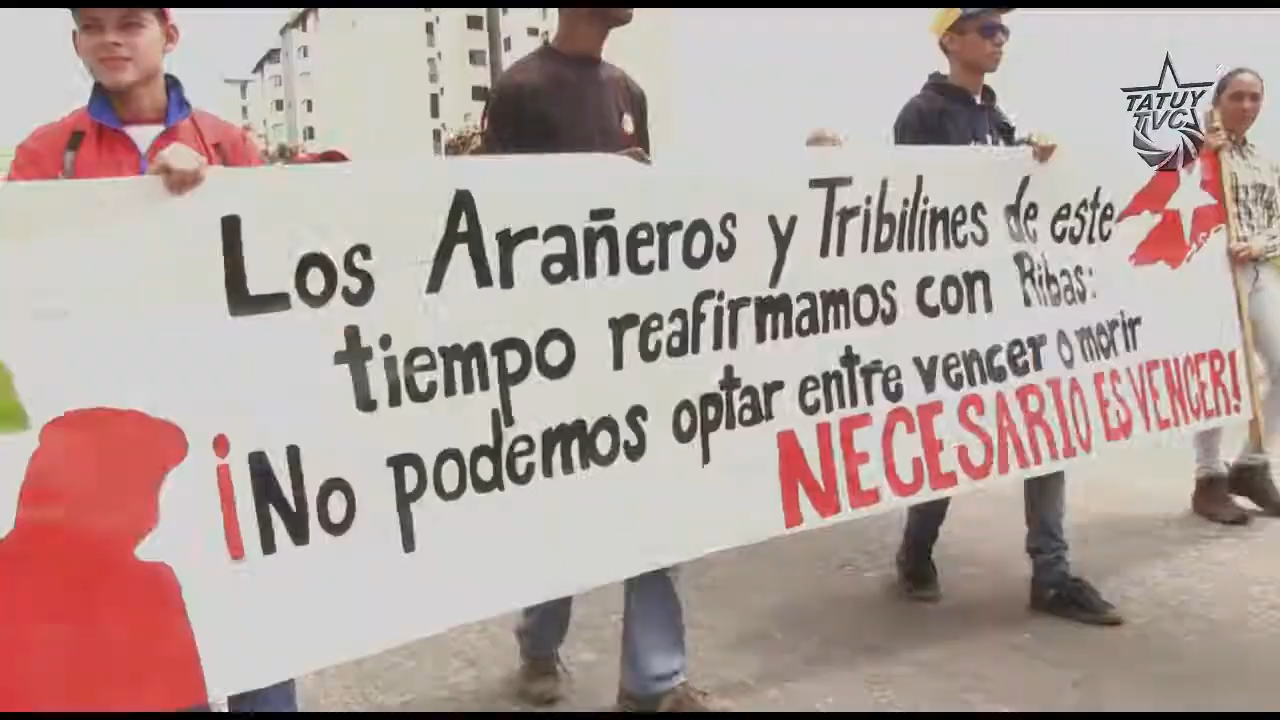 TATUY
TVC
Los Arañeros y Tribilines de este
tiempo reafirmamos con Ribas:
¡No podemos optar entre vencer o morir
NECESARIO ES VENCER!